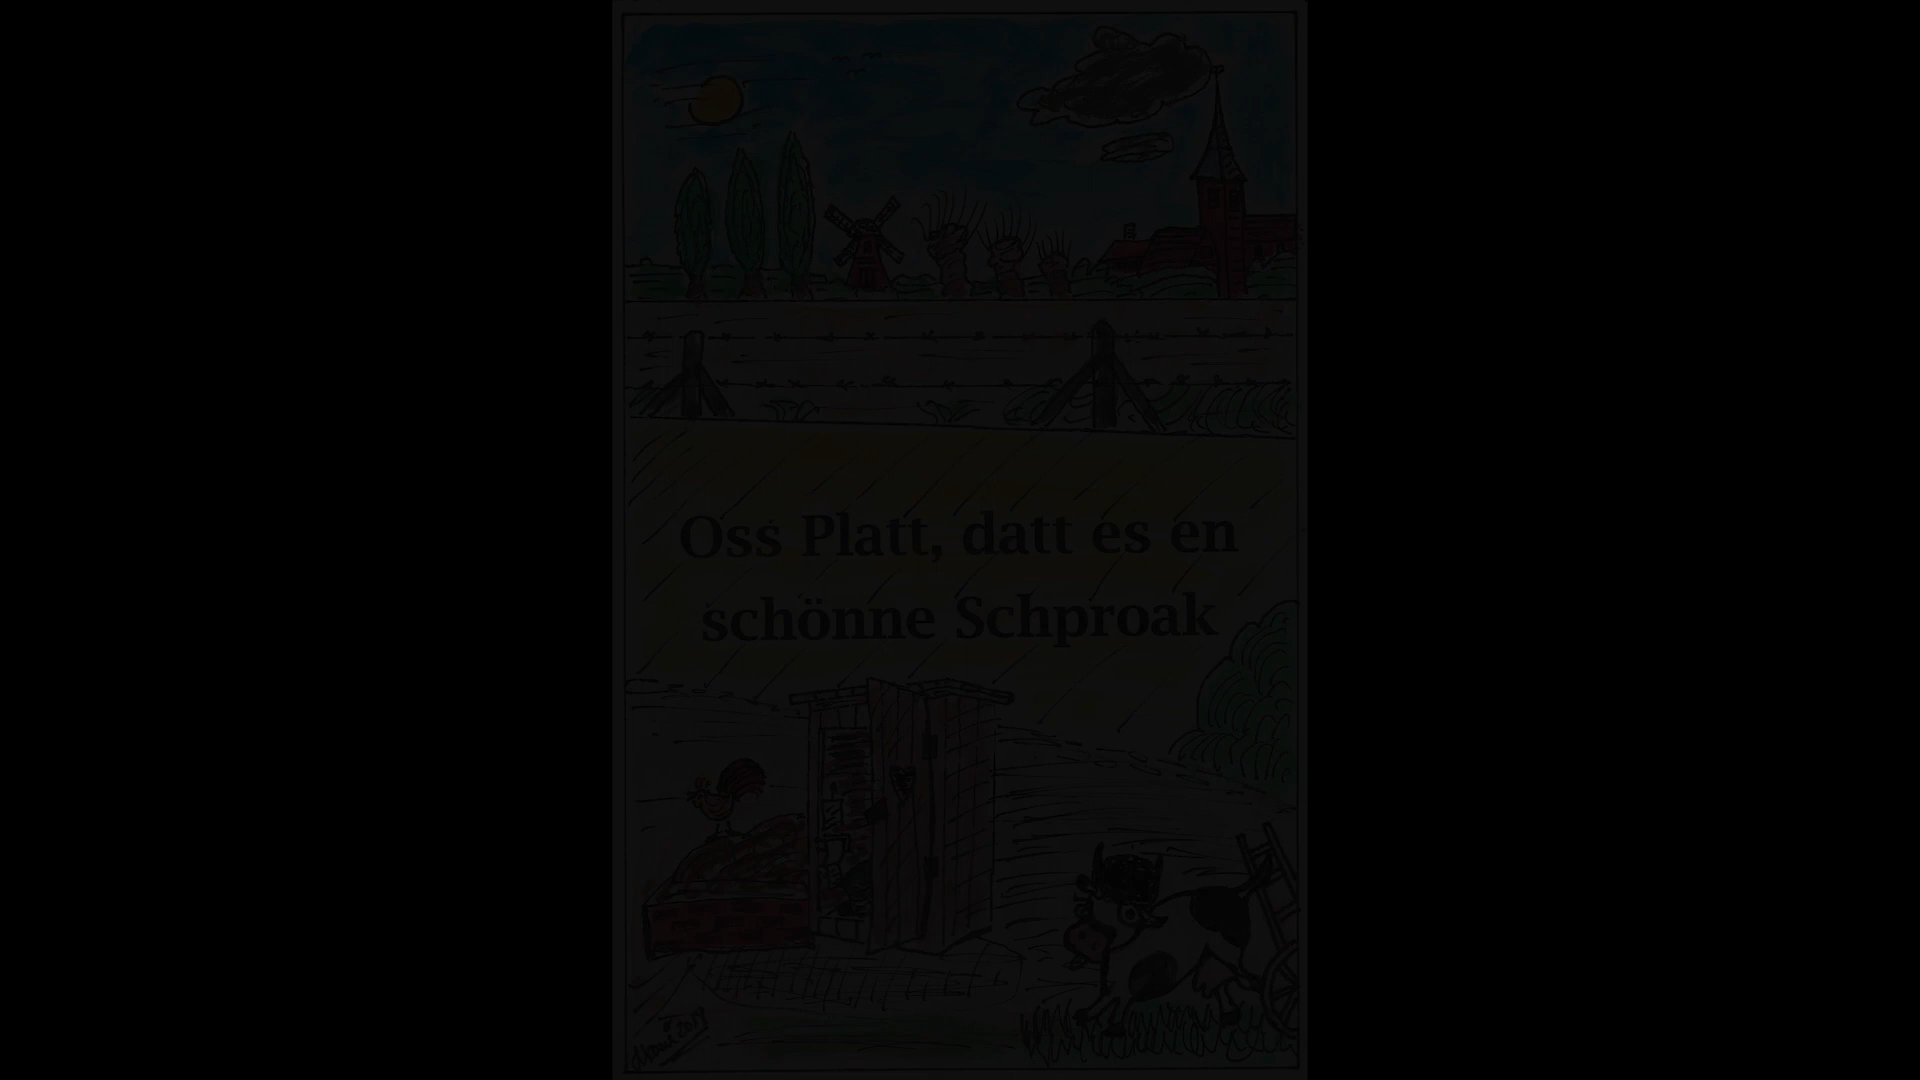 Oss Platt, datt es en
schönne Schproak